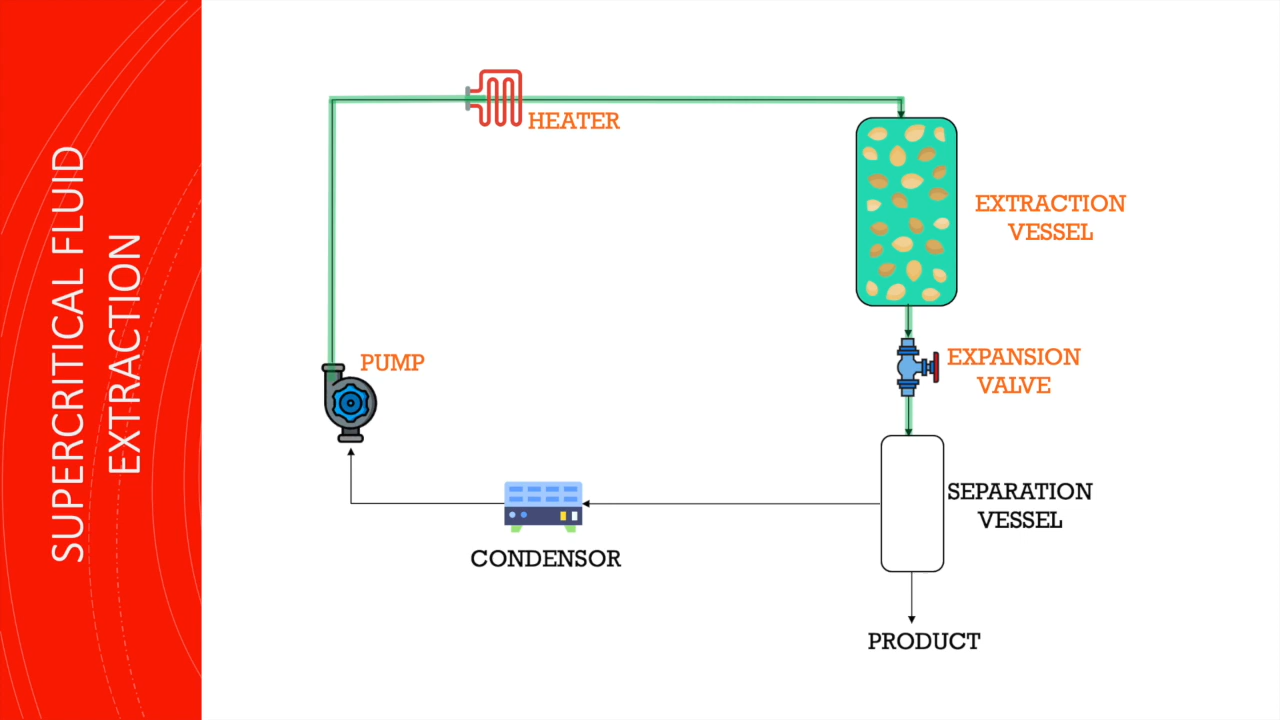 SUPERCRITICAL FLUID
EXTRACTION
HEATER
EXTRACTION
VESSEL
PUMP
EXPANSION
VALVE
SEPARATION
VESSEL
CONDENSOR
PRODUCT